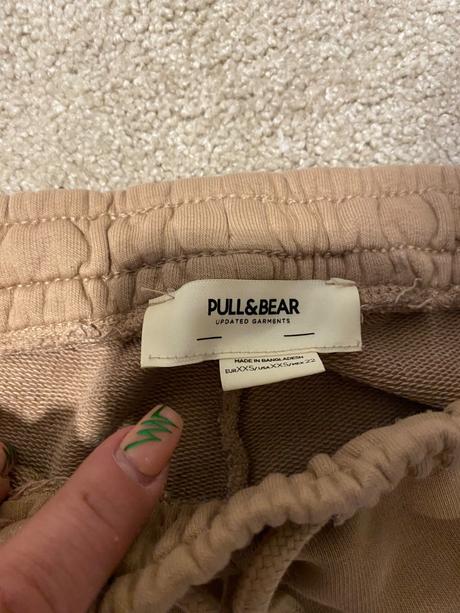 PULL&BEAR
UPDATED GARMENTS
MADE IN BANGLADESH
EUR XXS/USA XXS/MEX 22